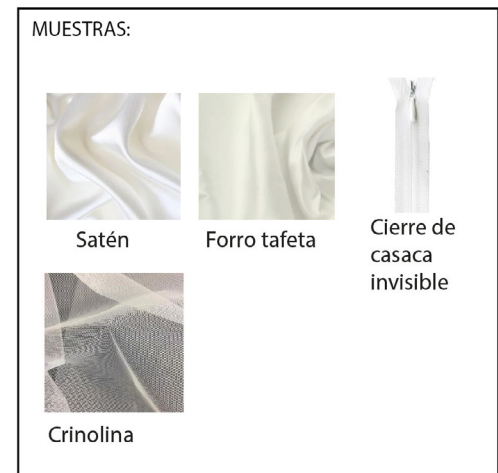 MUESTRAS:
Satén
Forro tafeta
Cierre de
casaca
invisible
Crinolina